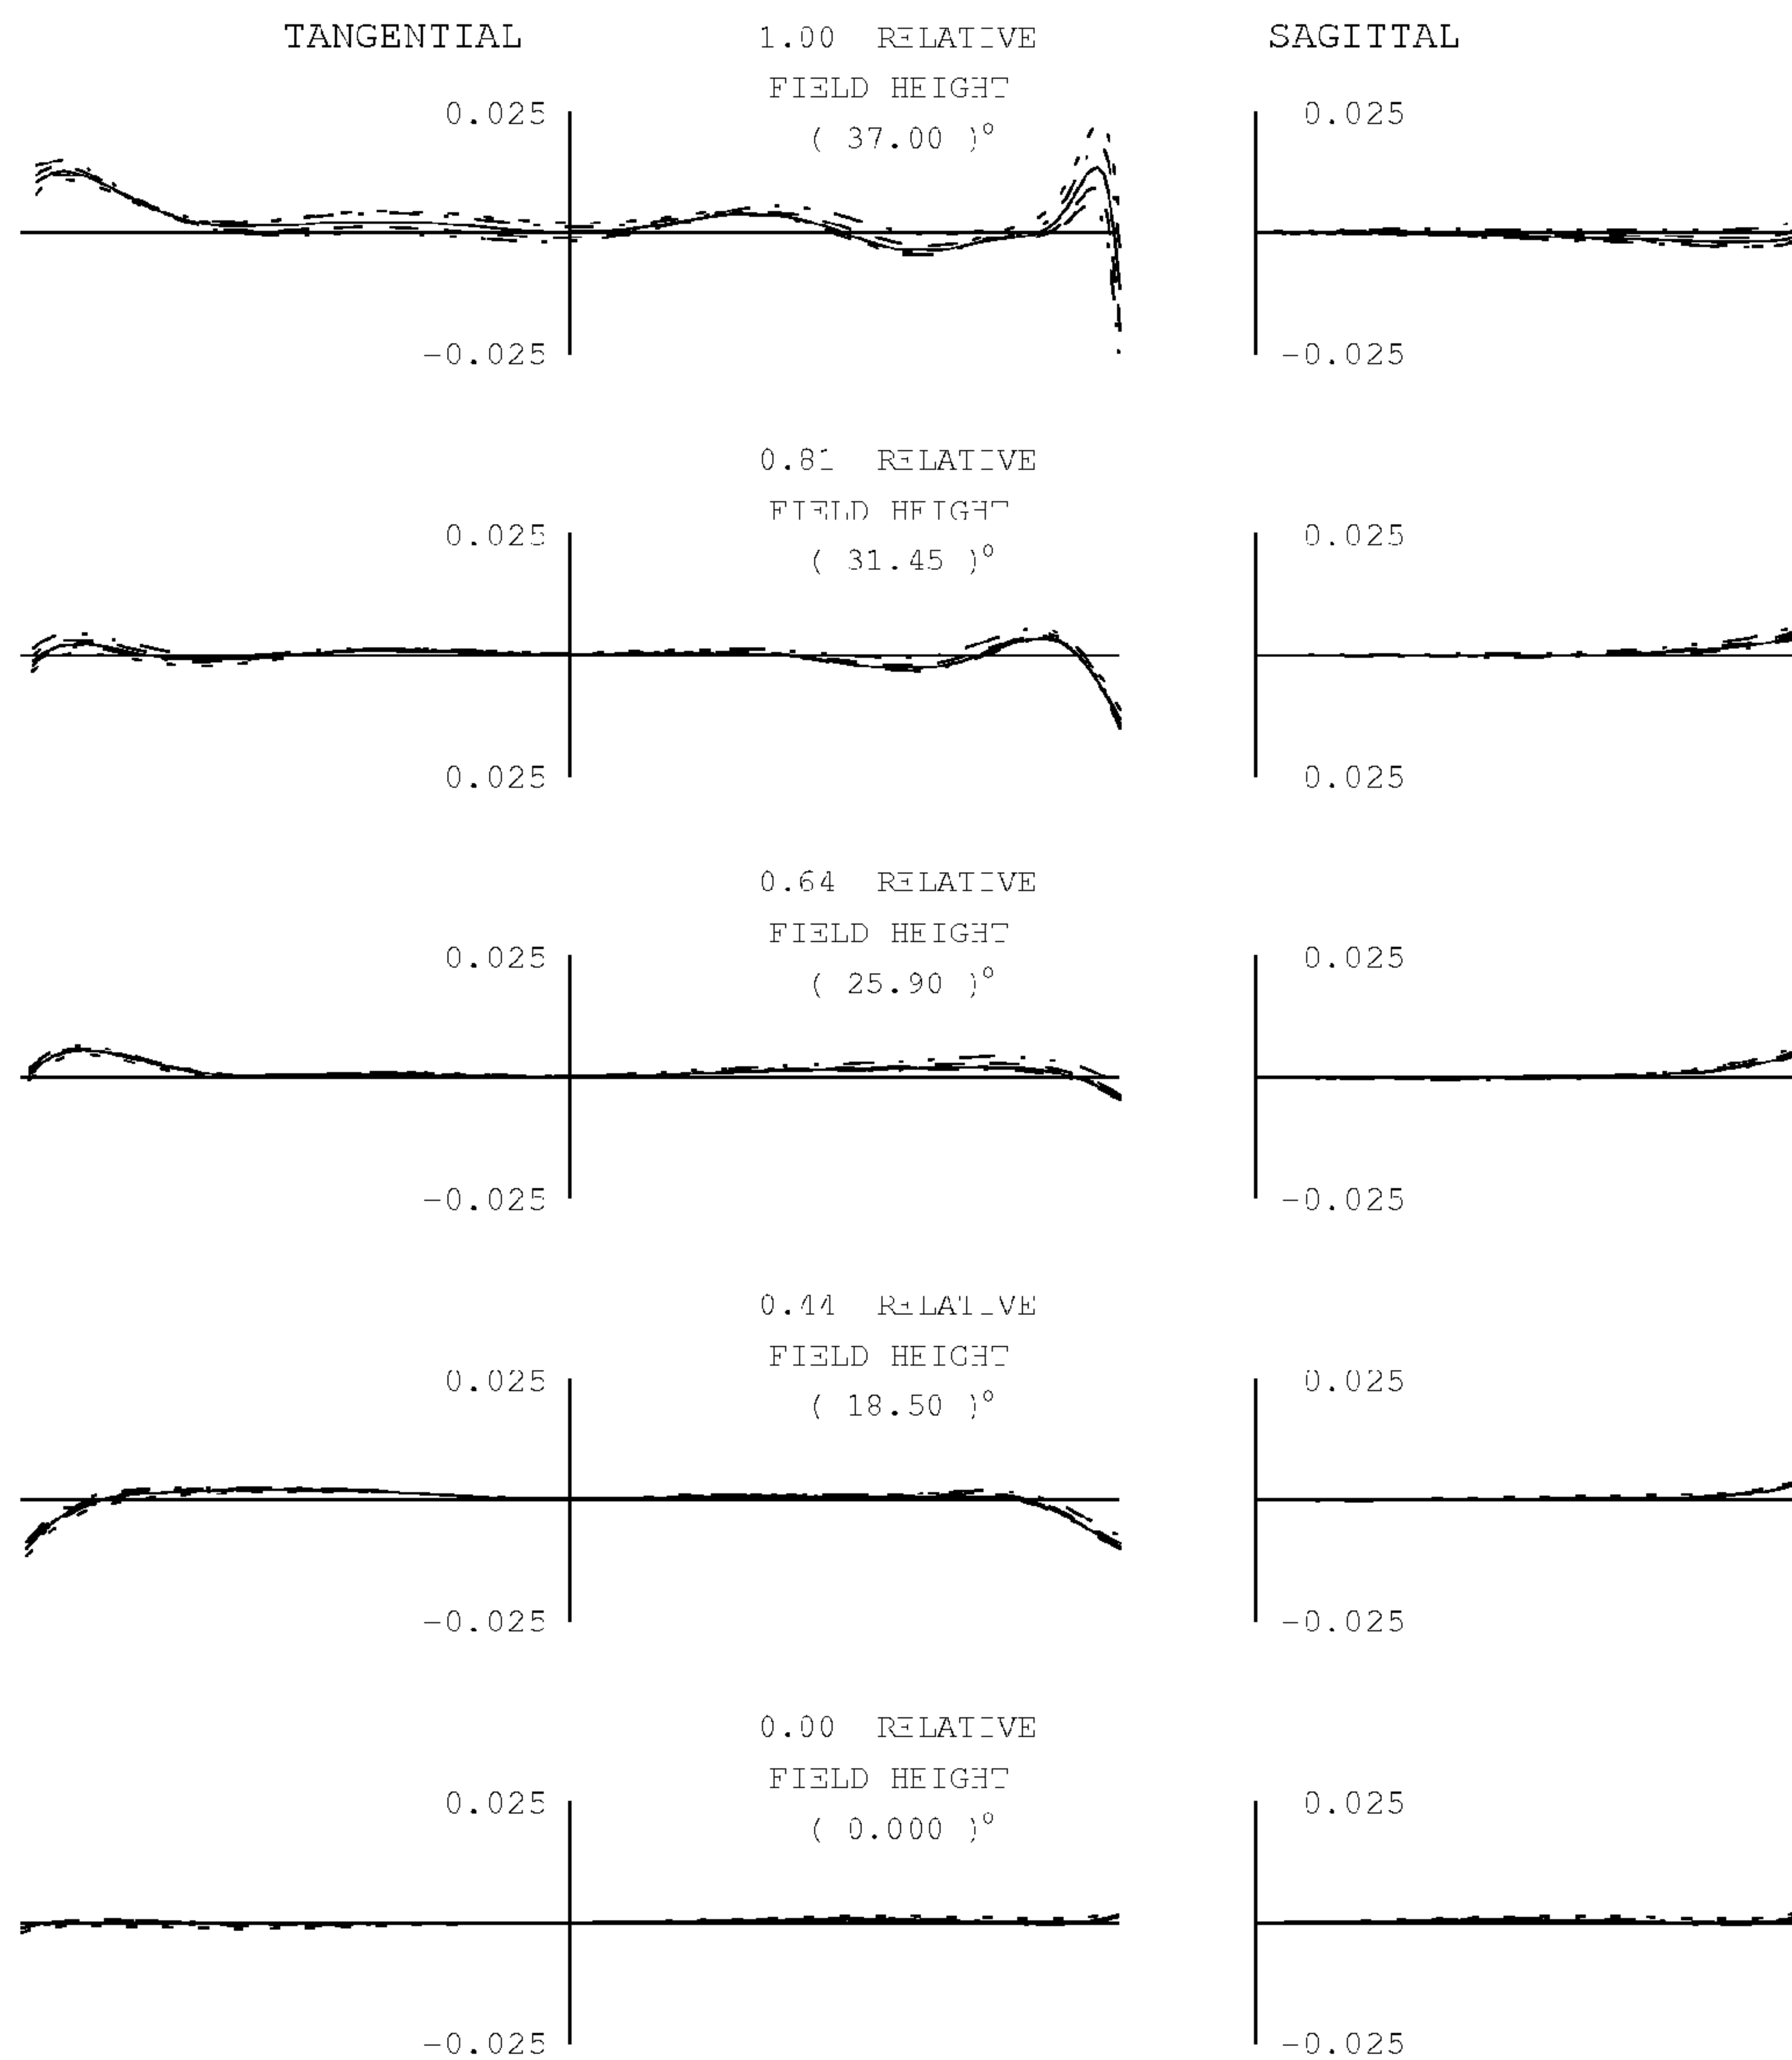 TANGENTIAL 1.00 RELATIVE SAGITTAL
FIELD HEIGHT
0.025 ( 37.00 )° 0.025
-0.025 -0.025
0.81 RELATIVE
FIELD HEIGHT
0.025 ( 31.45 )° 0.025
0.025 0.025
0.64 RELATIVE
FIELD HEIGHT
0.025 ( 25.90 )° 0.025
-0.025 -0.025
0.44 RELATIVE
FIELD HEIGHT
0.025 ( 18.50 )° 0.025
-0.025 -0.025
0.00 RELATIVE
FIELD HEIGHT
0.025 ( 0.000 )° 0.025
-0.025 -0.025